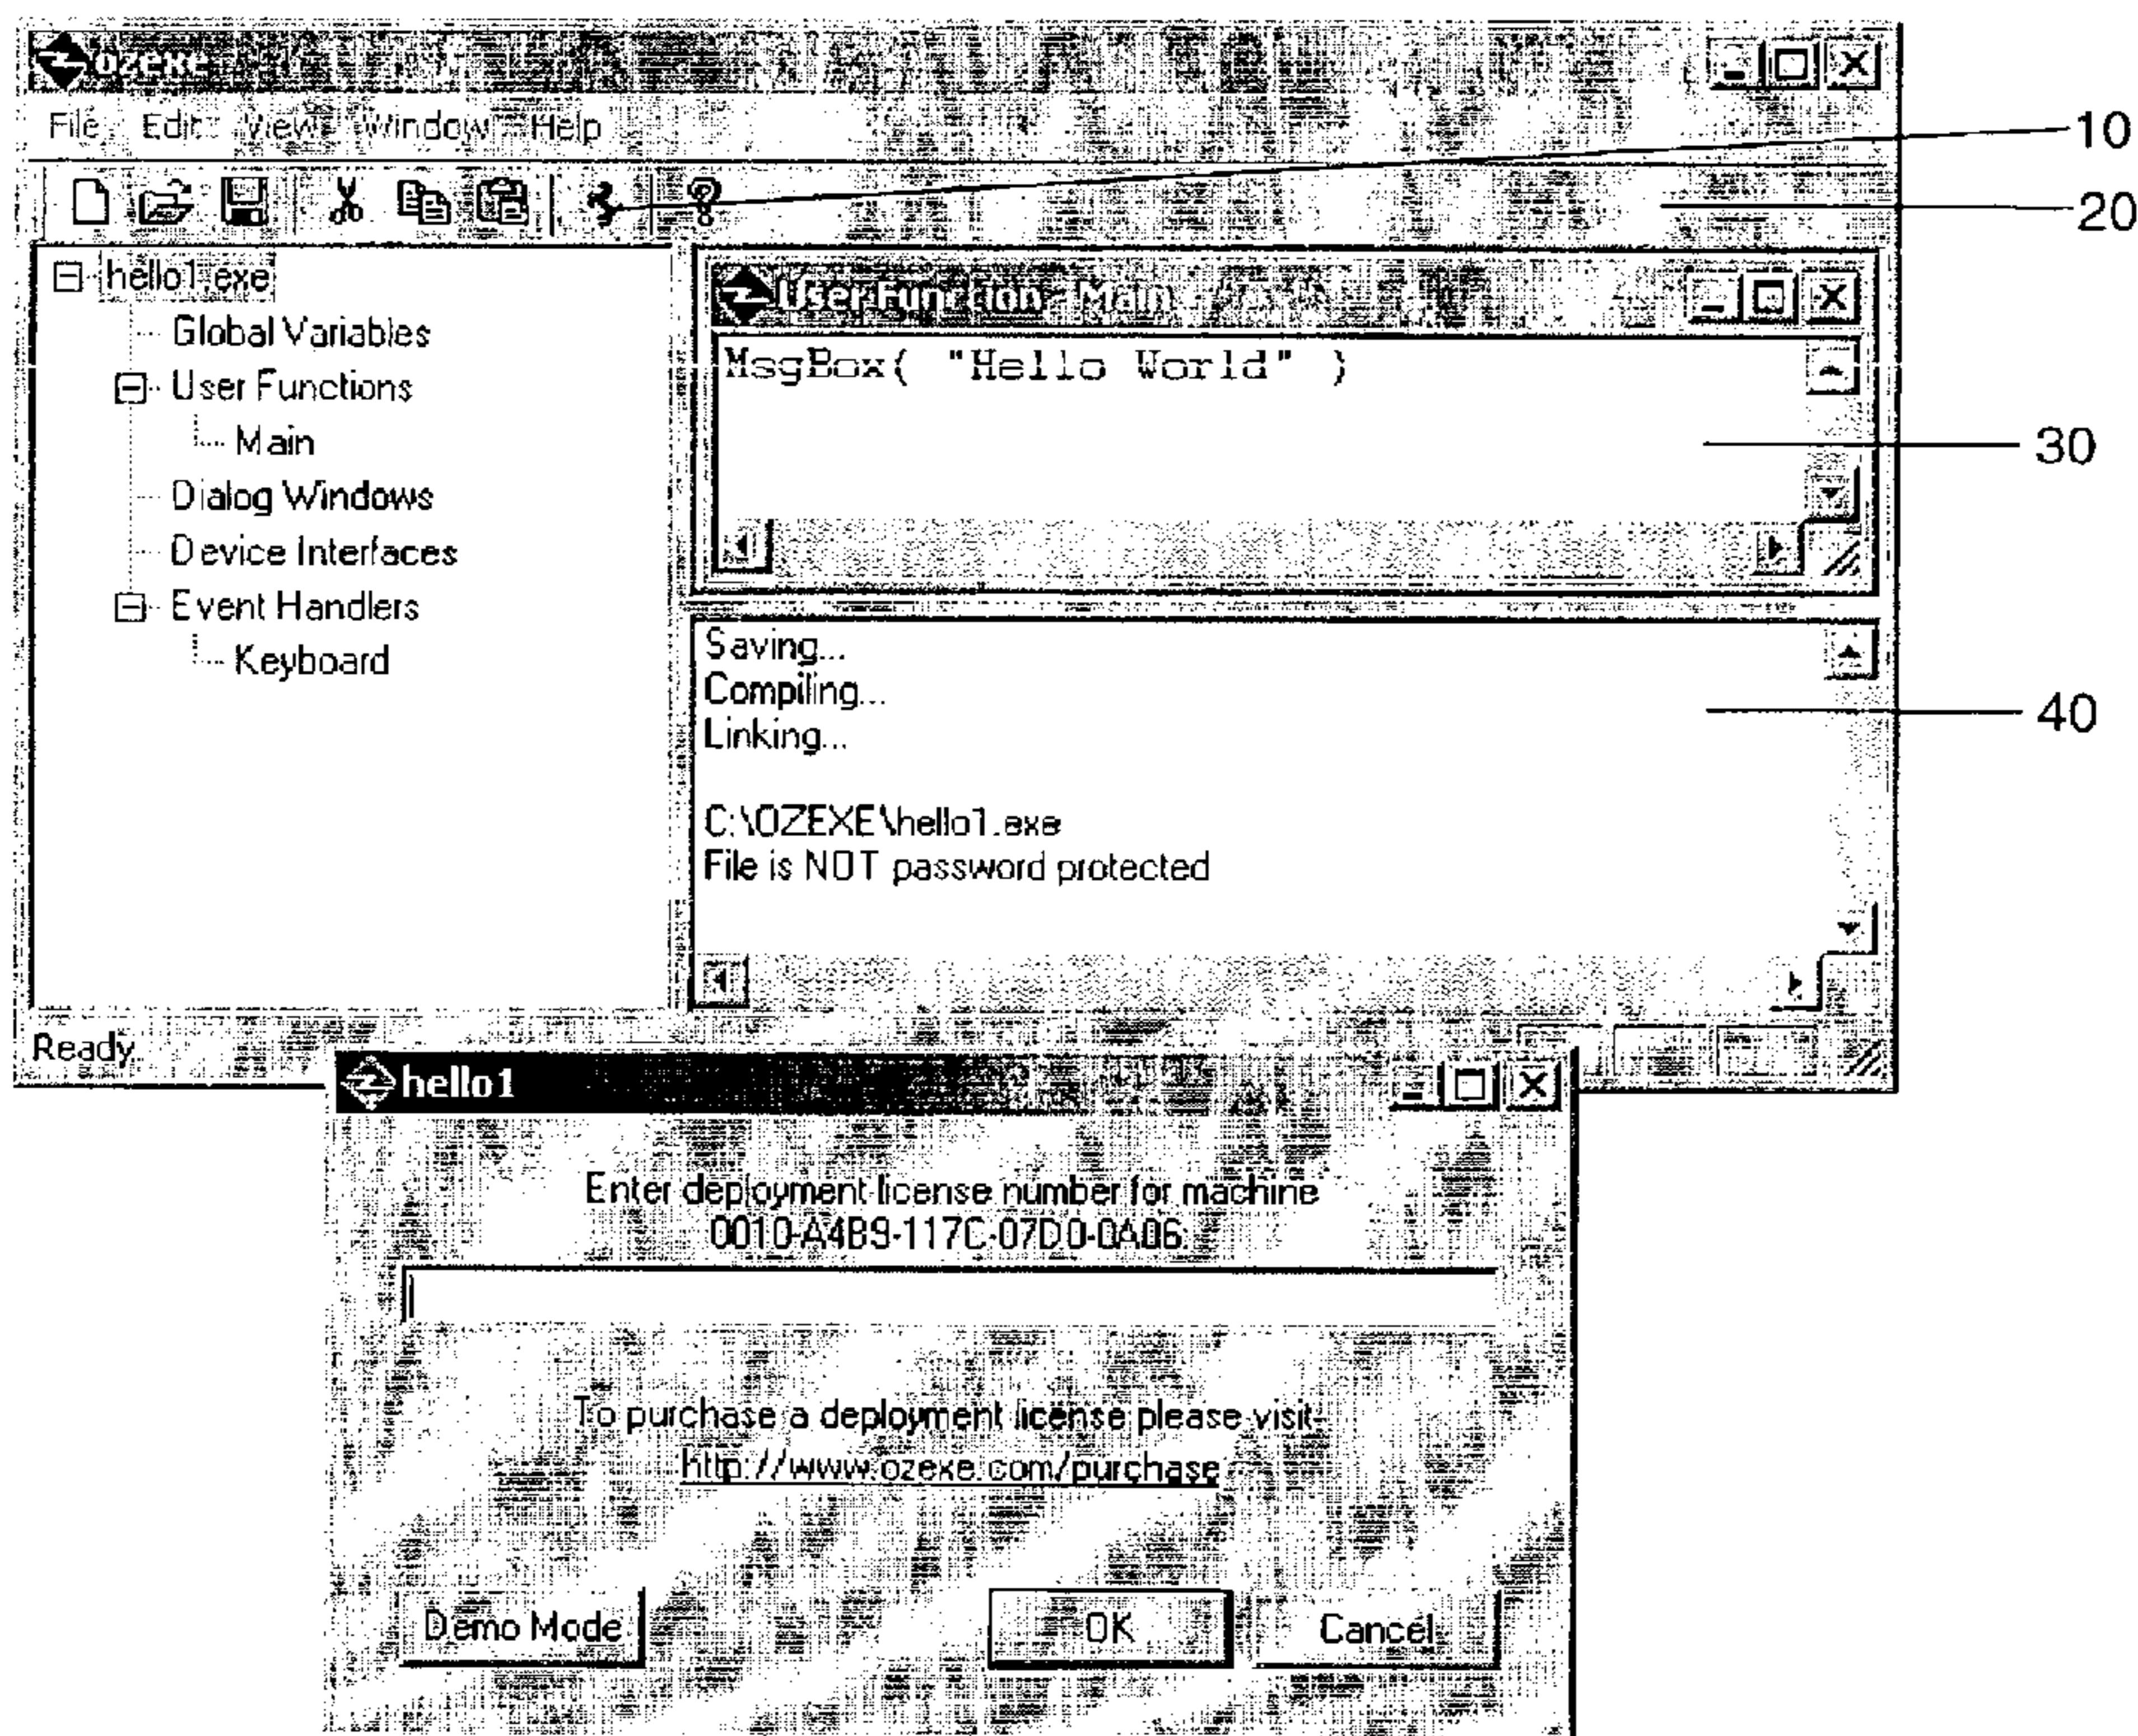 OZEXE
File Edit View Window Help
10
20
hello1.exe
Global Variables
User Functions
Main
Dialog Windows
Device Interfaces
Event Handlers
Keyboard
User Function - Main
MsgBox( "Hello World" )
30
Saving...
Compiling...
Linking...
C:\OZEXE\hello1.exe
File is NOT password protected
40
Ready
hello1
Enter deployment license number for machine
0010-A4B9-117C-07D0-0A06:
To purchase a deployment license please visit
http://www.ozexe.com/purchase
Demo Mode OK Cancel